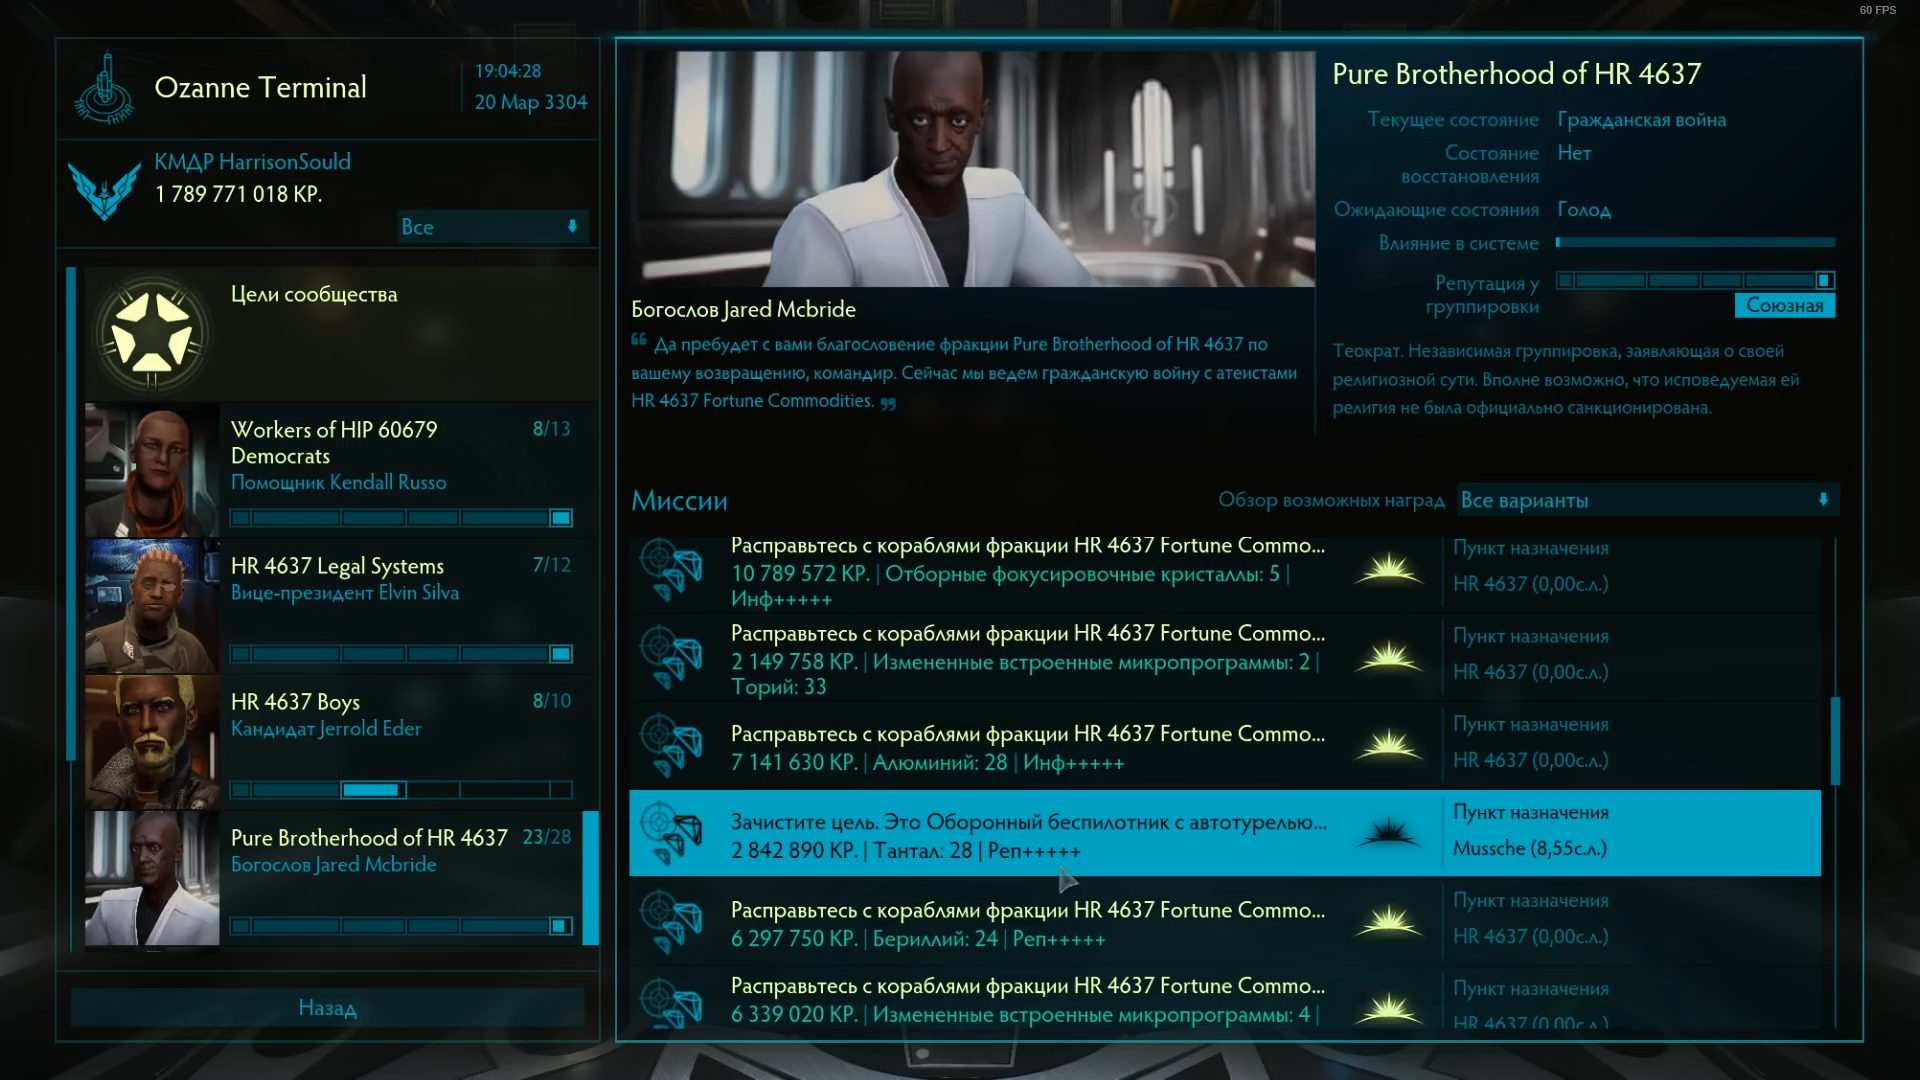 60 FPS
Ozanne Terminal
19:04:28
20 Мар 3304
КМДР HarrisonSould
1 789 771 018 КР.
Все
Цели сообщества
Workers of HIP 60679
Democrats
8/13
Помощник Kendall Russo
HR 4637 Legal Systems
7/12
Вице-президент Elvin Silva
HR 4637 Boys
8/10
Кандидат Jerrold Eder
Pure Brotherhood of HR 4637
23/28
Богослов Jared Mcbride
Назад
Богослов Jared Mcbride
“ Да пребудет с вами благословение фракции Pure Brotherhood of HR 4637 по
вашему возвращению, командир. Сейчас мы ведем гражданскую войну с атеистами
HR 4637 Fortune Commodities. ”
Pure Brotherhood of HR 4637
Текущее состояние Гражданская война
Состояние Нет
восстановления
Ожидающие состояния Голод
Влияние в системе
Репутация у
группировки
Союзная
Теократ. Независимая группировка, заявляющая о своей
религиозной сути. Вполне возможно, что исповедуемая ей
религия не была официально санкционирована.
Миссии
Обзор возможных наград Все варианты
Расправьтесь с кораблями фракции HR 4637 Fortune Commo...
10 789 572 КР. | Отборные фокусировочные кристаллы: 5 |
Инф+++++
Пункт назначения
HR 4637 (0,00с.л.)
Расправьтесь с кораблями фракции HR 4637 Fortune Commo...
2 149 758 КР. | Измененные встроенные микропрограммы: 2 |
Торий: 33
Пункт назначения
HR 4637 (0,00с.л.)
Расправьтесь с кораблями фракции HR 4637 Fortune Commo...
7 141 630 КР. | Алюминий: 28 | Инф+++++
Пункт назначения
HR 4637 (0,00с.л.)
Зачистите цель. Это Оборонный беспилотник с автотурелью...
2 842 890 КР. | Тантал: 28 | Реп+++++
Пункт назначения
Mussche (8,55с.л.)
Расправьтесь с кораблями фракции HR 4637 Fortune Commo...
6 297 750 КР. | Бериллий: 24 | Реп+++++
Пункт назначения
HR 4637 (0,00с.л.)
Расправьтесь с кораблями фракции HR 4637 Fortune Commo...
6 339 020 КР. | Измененные встроенные микропрограммы: 4 |
Пункт назначения
HR 4637 (0,00с.л.)